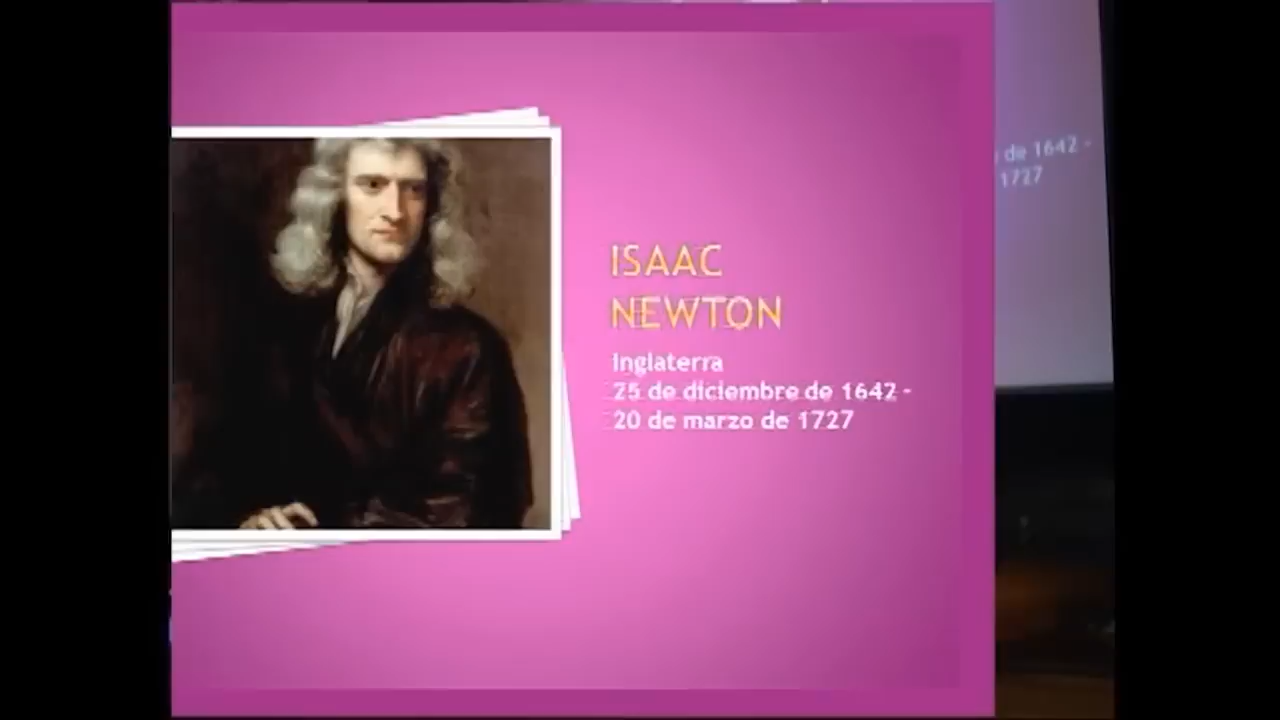 ISAAC
NEWTON
Inglaterra
25 de diciembre de 1642 -
20 de marzo de 1727
de 1642 -
1727